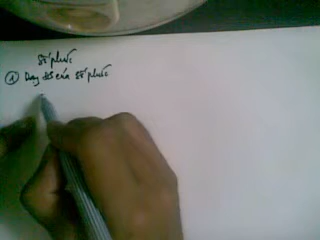 Số phức
① Dạng đs của số phức